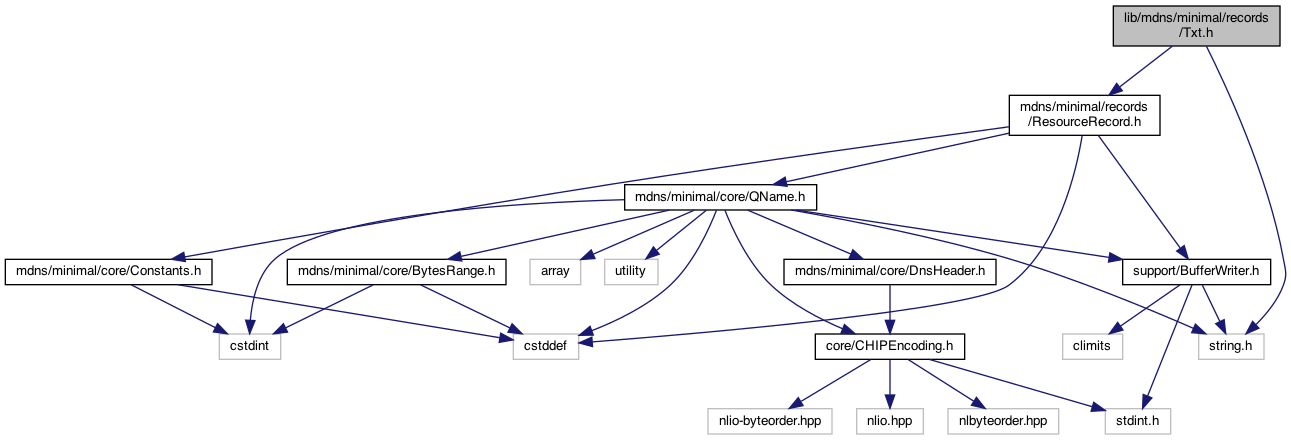 lib/mdns/minimal/records
/Txt.h
mdns/minimal/records
/ResourceRecord.h
mdns/minimal/core/QName.h
mdns/minimal/core/Constants.h
mdns/minimal/core/BytesRange.h
array
utility
mdns/minimal/core/DnsHeader.h
support/BufferWriter.h
cstdint
cstddef
core/CHIPEncoding.h
climits
string.h
nlio-byteorder.hpp
nlio.hpp
nlbyteorder.hpp
stdint.h